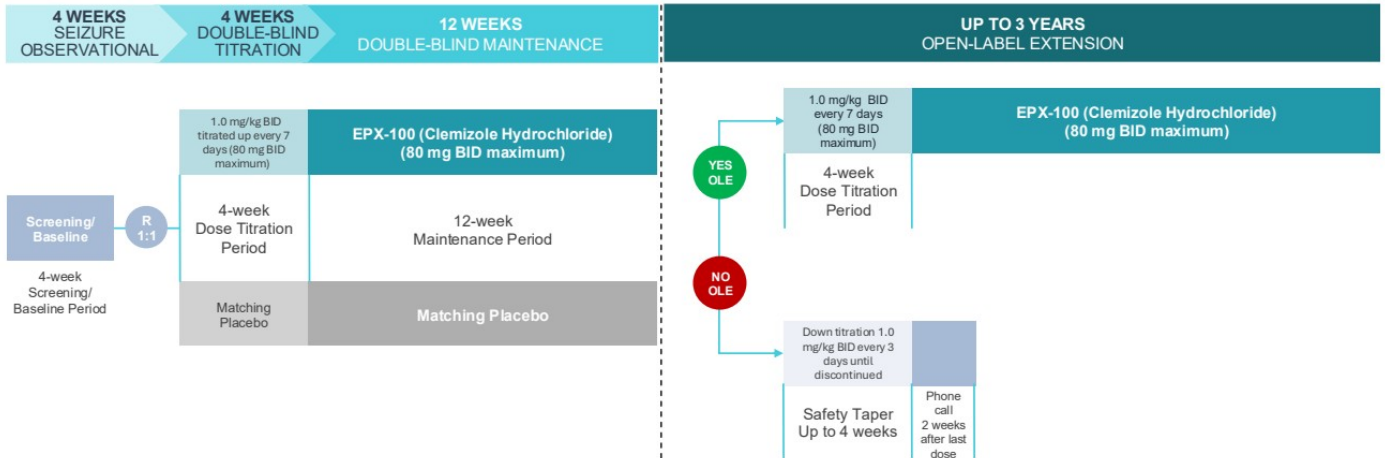 4 WEEKS
SEIZURE
OBSERVATIONAL
4 WEEKS
DOUBLE-BLIND
TITRATION
12 WEEKS
DOUBLE-BLIND MAINTENANCE
UP TO 3 YEARS
OPEN-LABEL EXTENSION
1.0 mg/kg BID
titrated up every 7
days (80 mg BID
maximum)
EPX-100 (Clemizole Hydrochloride)
(80 mg BID maximum)
Screening/
Baseline
R
1:1
4-week
Dose Titration
Period
12-week
Maintenance Period
4-week
Screening/
Baseline Period
Matching
Placebo
Matching Placebo
YES
OLE
1.0 mg/kg BID
every 7 days
(80 mg BID
maximum)
EPX-100 (Clemizole Hydrochloride)
(80 mg BID maximum)
4-week
Dose Titration
Period
NO
OLE
Down titration 1.0
mg/kg BID every 3
days until
discontinued
Safety Taper
Up to 4 weeks
Phone
call
2 weeks
after last
dose